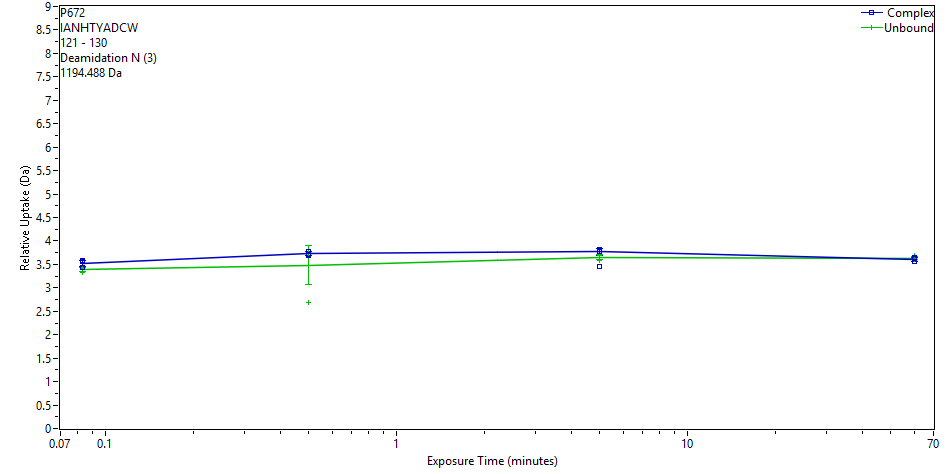 P672
IANHTYADCW
121 - 130
Deamidation N (3)
1194.488 Da
Complex
Unbound
9
8.5
8
7.5
7
6.5
6
5.5
5
4.5
4
3.5
3
2.5
2
1.5
1
0.5
0
Relative Uptake (Da)
0.07 0.1 1 10 70
Exposure Time (minutes)